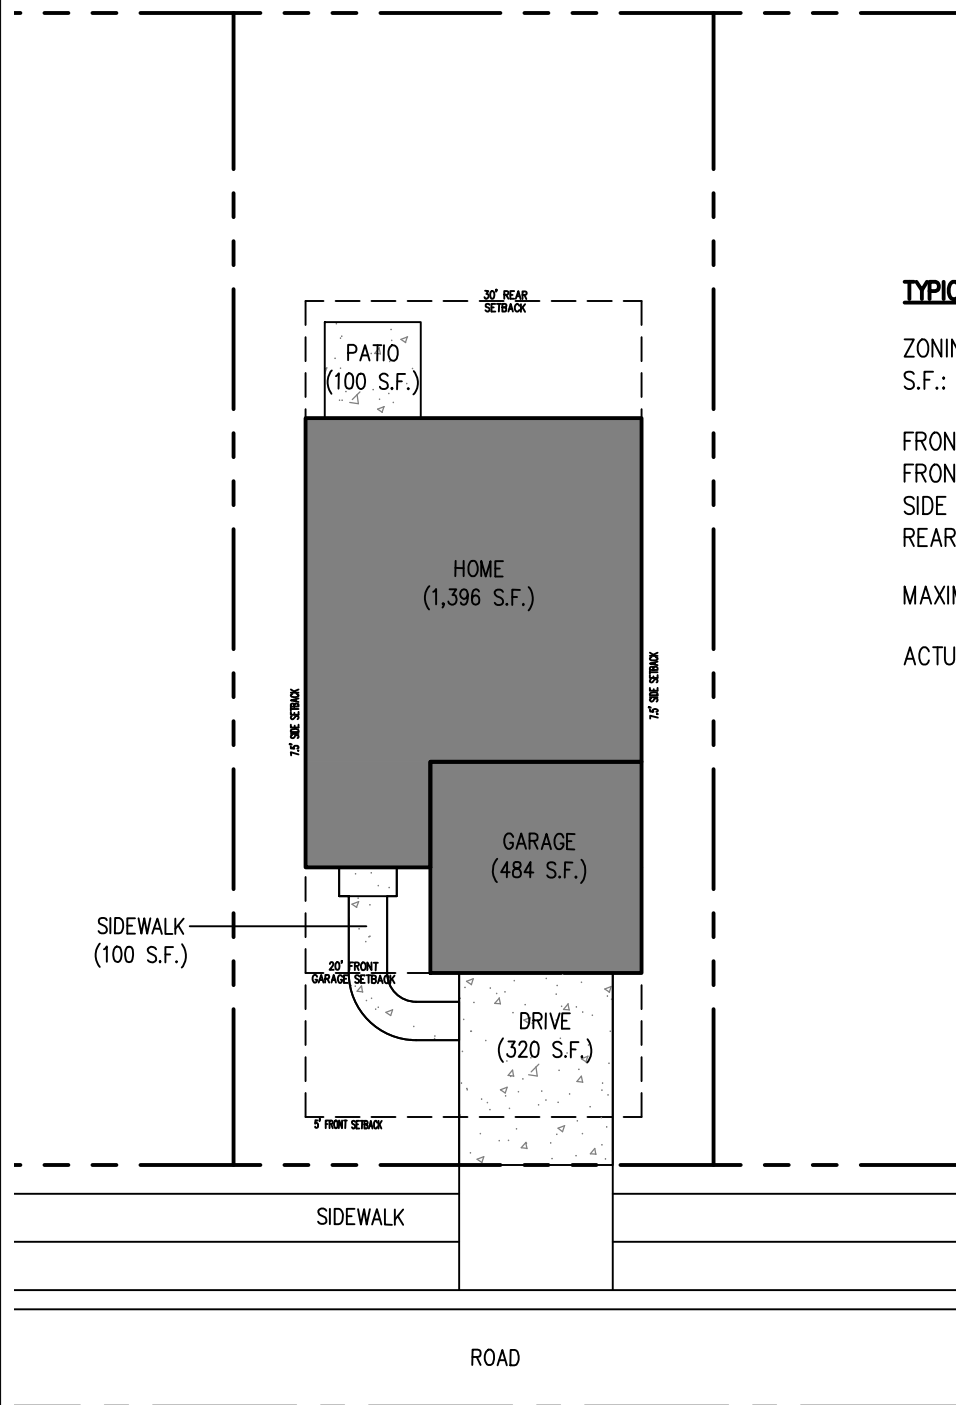 30' REAR
SETBACK
PATIO
(100 S.F.)
HOME
(1,396 S.F.)
7.5' SIDE SETBACK
7.5' SIDE SETBACK
GARAGE
(484 S.F.)
SIDEWALK
(100 S.F.)
20' FRONT
GARAGE SETBACK
DRIVE
(320 S.F.)
5' FRONT SETBACK
SIDEWALK
ROAD
TYPIC
ZONIN
S.F.:
FRON
FRON
SIDE
REAR
MAXIM
ACTU